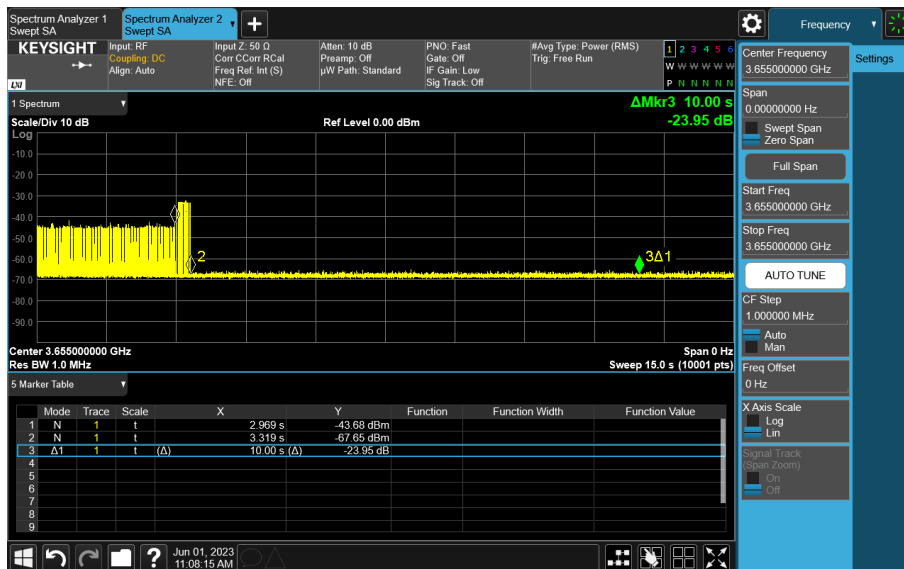 Spectrum Analyzer 1
Swept SA
Spectrum Analyzer 2
Swept SA
Frequency
KEYSIGHT
LXI
Input: RF
Coupling: DC
Align: Auto
Input Z: 50 Ω
Corr CCorr RCal
Freq Ref: Int (S)
NFE: Off
Atten: 10 dB
Preamp: Off
µW Path: Standard
PNO: Fast
Gate: Off
IF Gain: Low
Sig Track: Off
#Avg Type: Power (RMS)
Trig: Free Run
1 2 3 4 5 6
W W W W W W
P N N N N N
1 Spectrum
ΔMkr3 10.00 s
Scale/Div 10 dB
Ref Level 0.00 dBm
-23.95 dB
Log
-10.0
-20.0
-30.0
-40.0
-50.0
-60.0
-70.0
-80.0
-90.0
2
3Δ1
Center 3.655000000 GHz
Span 0 Hz
Res BW 1.0 MHz
Sweep 15.0 s (10001 pts)
5 Marker Table
Mode Trace Scale X Y Function Function Width Function Value
1 N 1 t 2.969 s -43.68 dBm
2 N 1 t 3.319 s -67.65 dBm
3 Δ1 1 t (Δ) 10.00 s (Δ) -23.95 dB
4
5
6
7
8
9
Jun 01, 2023
11:08:15 AM
Center Frequency
3.655000000 GHz
Span
0.00000000 Hz
Swept Span
Zero Span
Full Span
Start Freq
3.655000000 GHz
Stop Freq
3.655000000 GHz
AUTO TUNE
CF Step
1.000000 MHz
Auto
Man
Freq Offset
0 Hz
X Axis Scale
Log
Lin
Signal Track
(Span Zoom)
On
Off
Settings